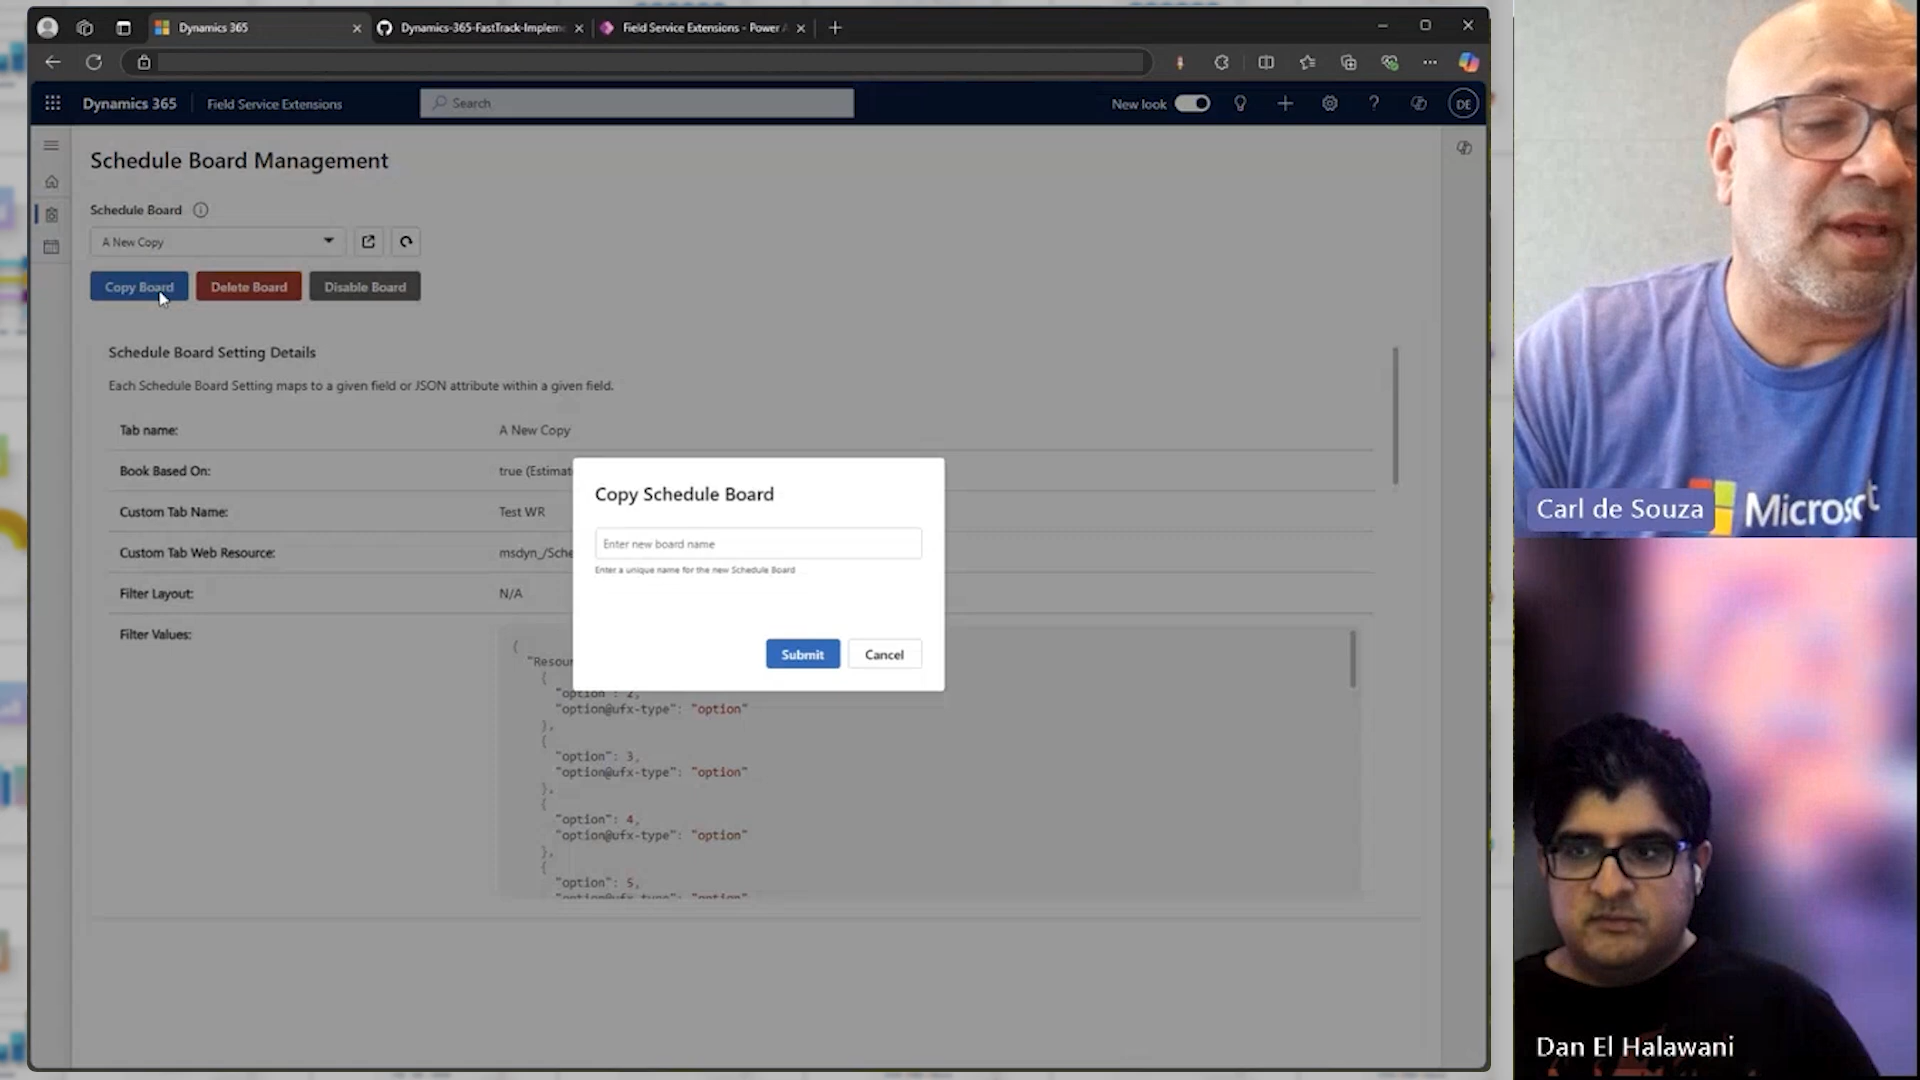 Dynamics 365
Dynamics-365-FastTrack-Implem
Field Service Extensions - Power A
Dynamics 365
Field Service Extensions
Search
New look
DE
Schedule Board Management
Schedule Board
A New Copy
Copy Board
Delete Board
Disable Board
Schedule Board Setting Details
Each Schedule Board Setting maps to a given field or JSON attribute within a given field.
Tab name:
A New Copy
Book Based On:
true (Estimat
Custom Tab Name:
Test WR
Custom Tab Web Resource:
msdyn_/Sche
Filter Layout:
N/A
Filter Values:
{
"Resour
{
"option": 2,
"option@ufx-type": "option"
},
{
"option": 3,
"option@ufx-type": "option"
},
{
"option": 4,
"option@ufx-type": "option"
},
{
"option": 5,
"option@ufx-type": "option"
Copy Schedule Board
Enter new board name
Enter a unique name for the new Schedule Board
Submit
Cancel
Carl de Souza
Microsoft
Dan El Halawani